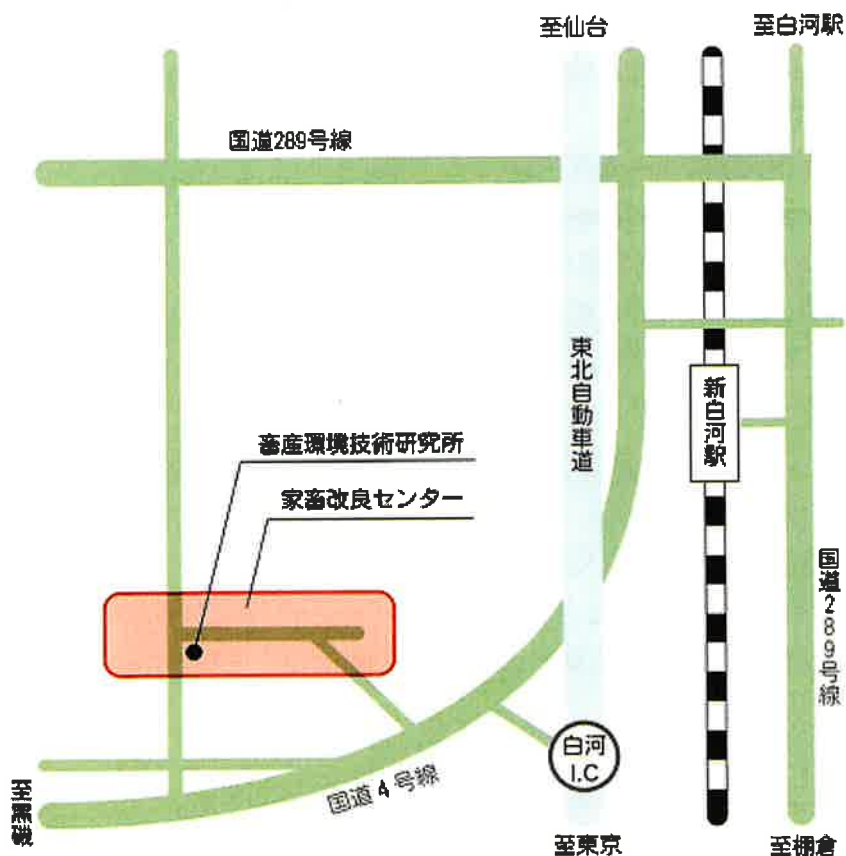 至仙台
至白河駅
国道289号線
東北自動車道
新白河駅
畜産環境技術研究所
家畜改良センター
国道289号線
白河
I.C
国道4号線
至黒磯
至東京
至棚倉